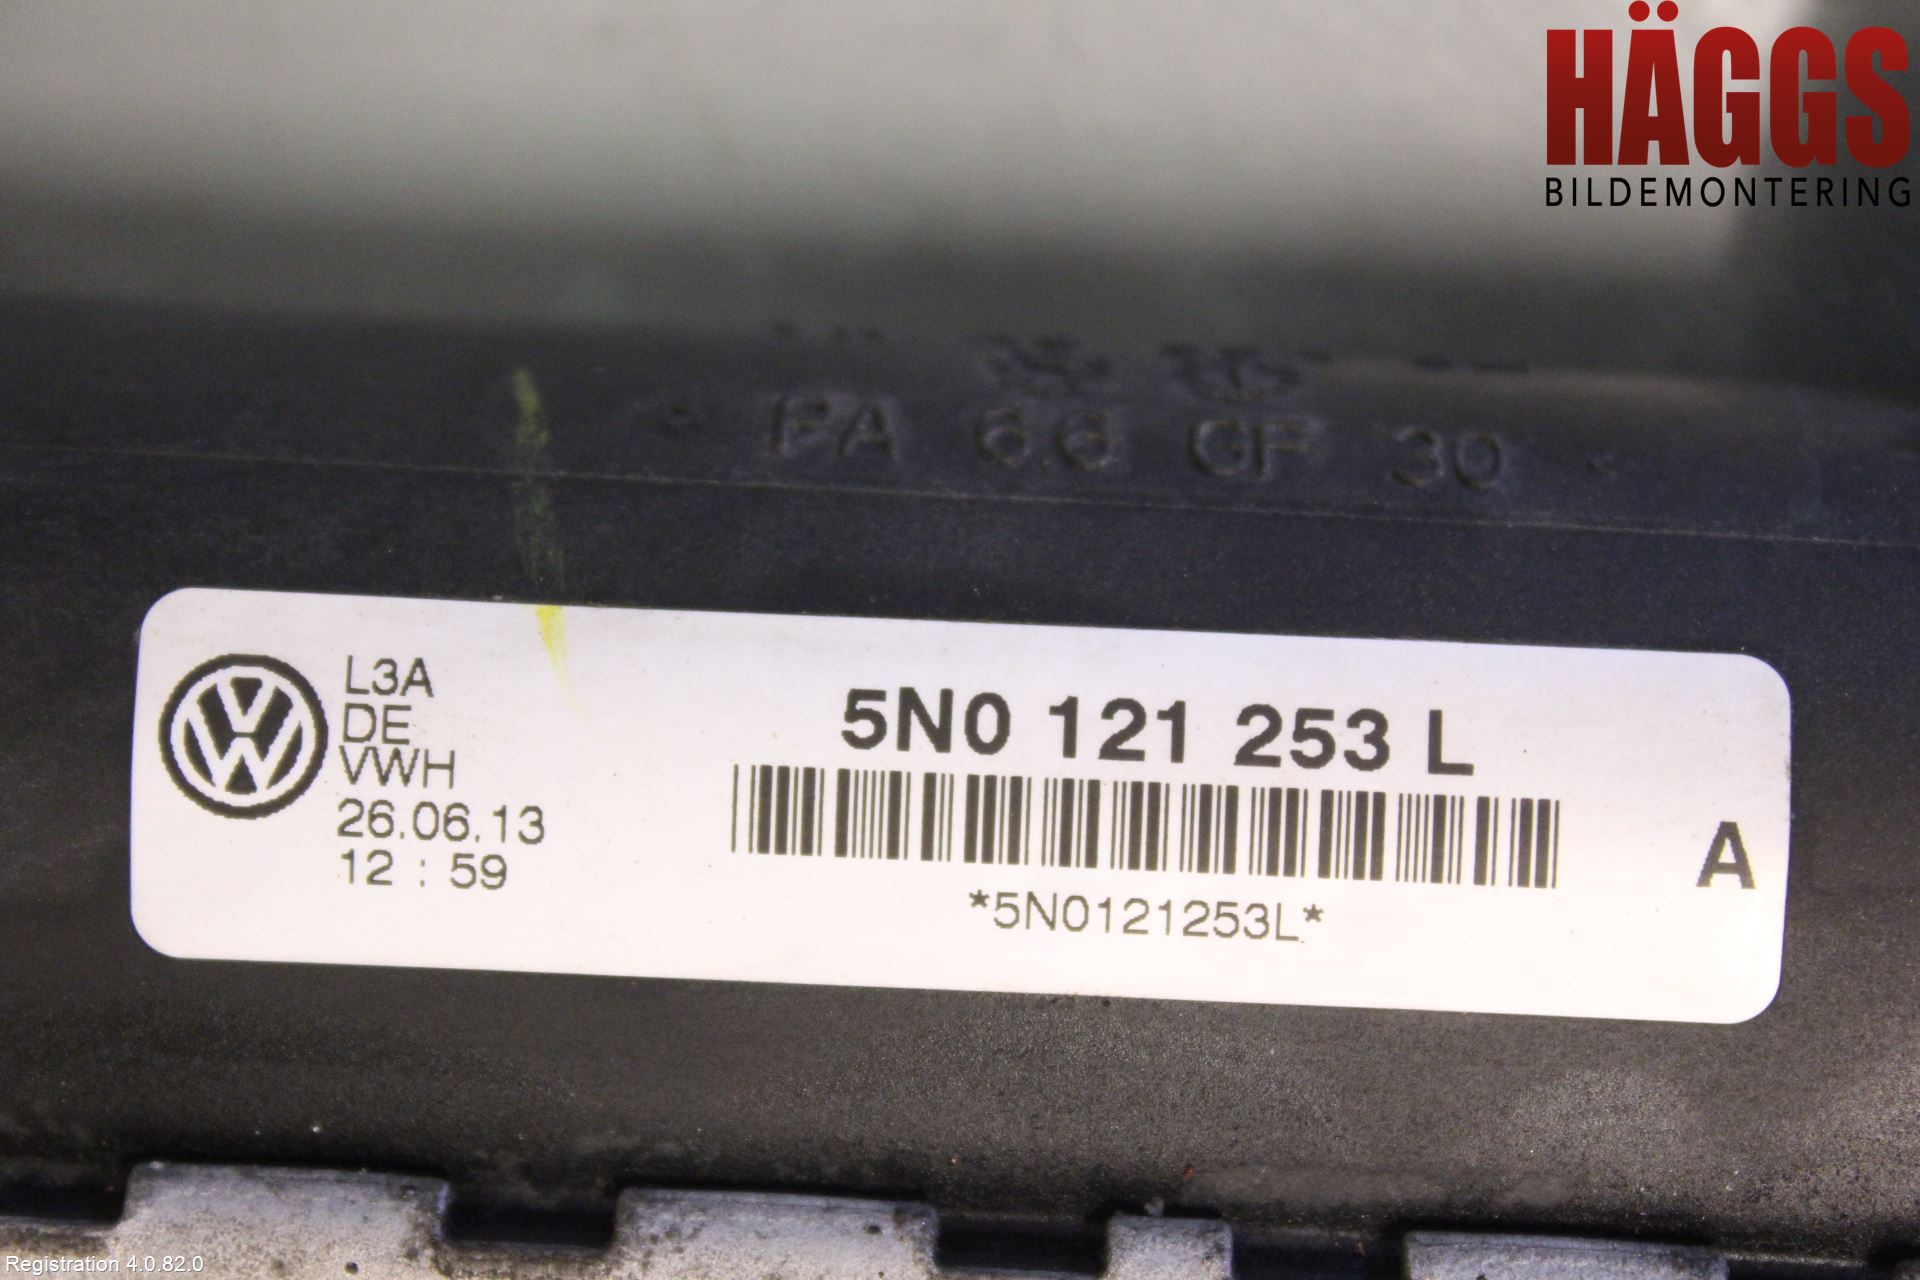 HÄGGS
BILDEMONTERING
> PA 6.6 GF 30 <
L3A
DE
VWH
26.06.13
12 : 59
5N0 121 253 L
*5N0121253L*
A
Registration 4.0.82.0